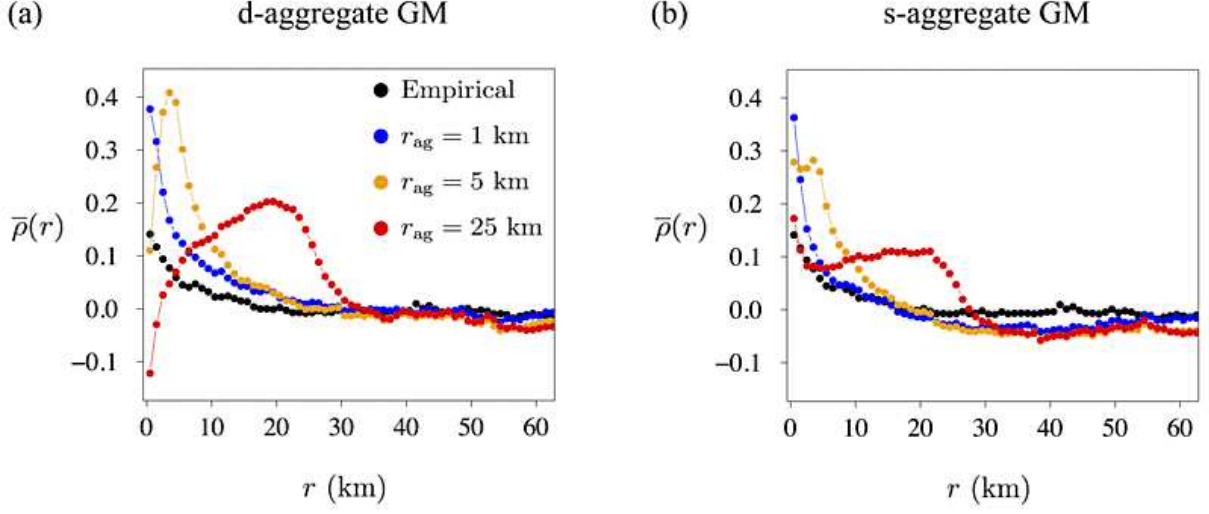 (a) d-aggregate GM
(b) s-aggregate GM
0.4
0.3
0.2
0.1
0.0
−0.1
ρ̅(r)
Empirical
r_ag = 1 km
r_ag = 5 km
r_ag = 25 km
0 10 20 30 40 50 60
r (km)
0.4
0.3
0.2
0.1
0.0
−0.1
ρ̅(r)
0 10 20 30 40 50 60
r (km)